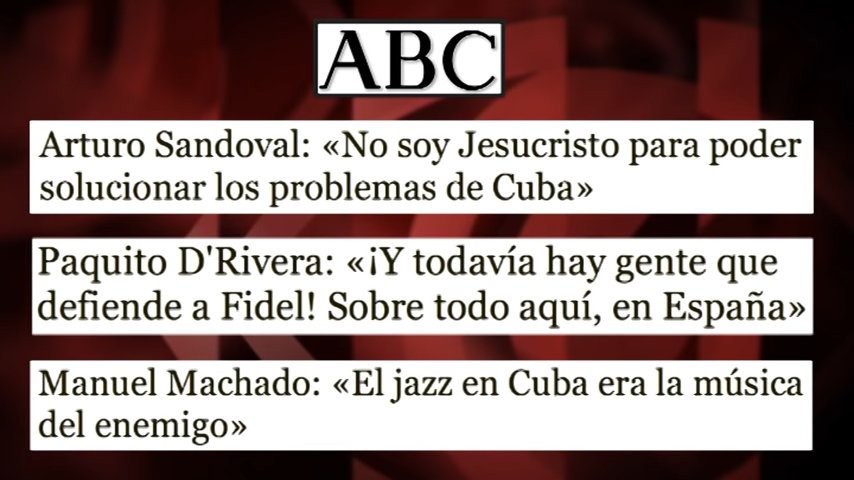 ABC
Arturo Sandoval: «No soy Jesucristo para poder
solucionar los problemas de Cuba»
Paquito D'Rivera: «¡Y todavía hay gente que
defiende a Fidel! Sobre todo aquí, en España»
Manuel Machado: «El jazz en Cuba era la música
del enemigo»